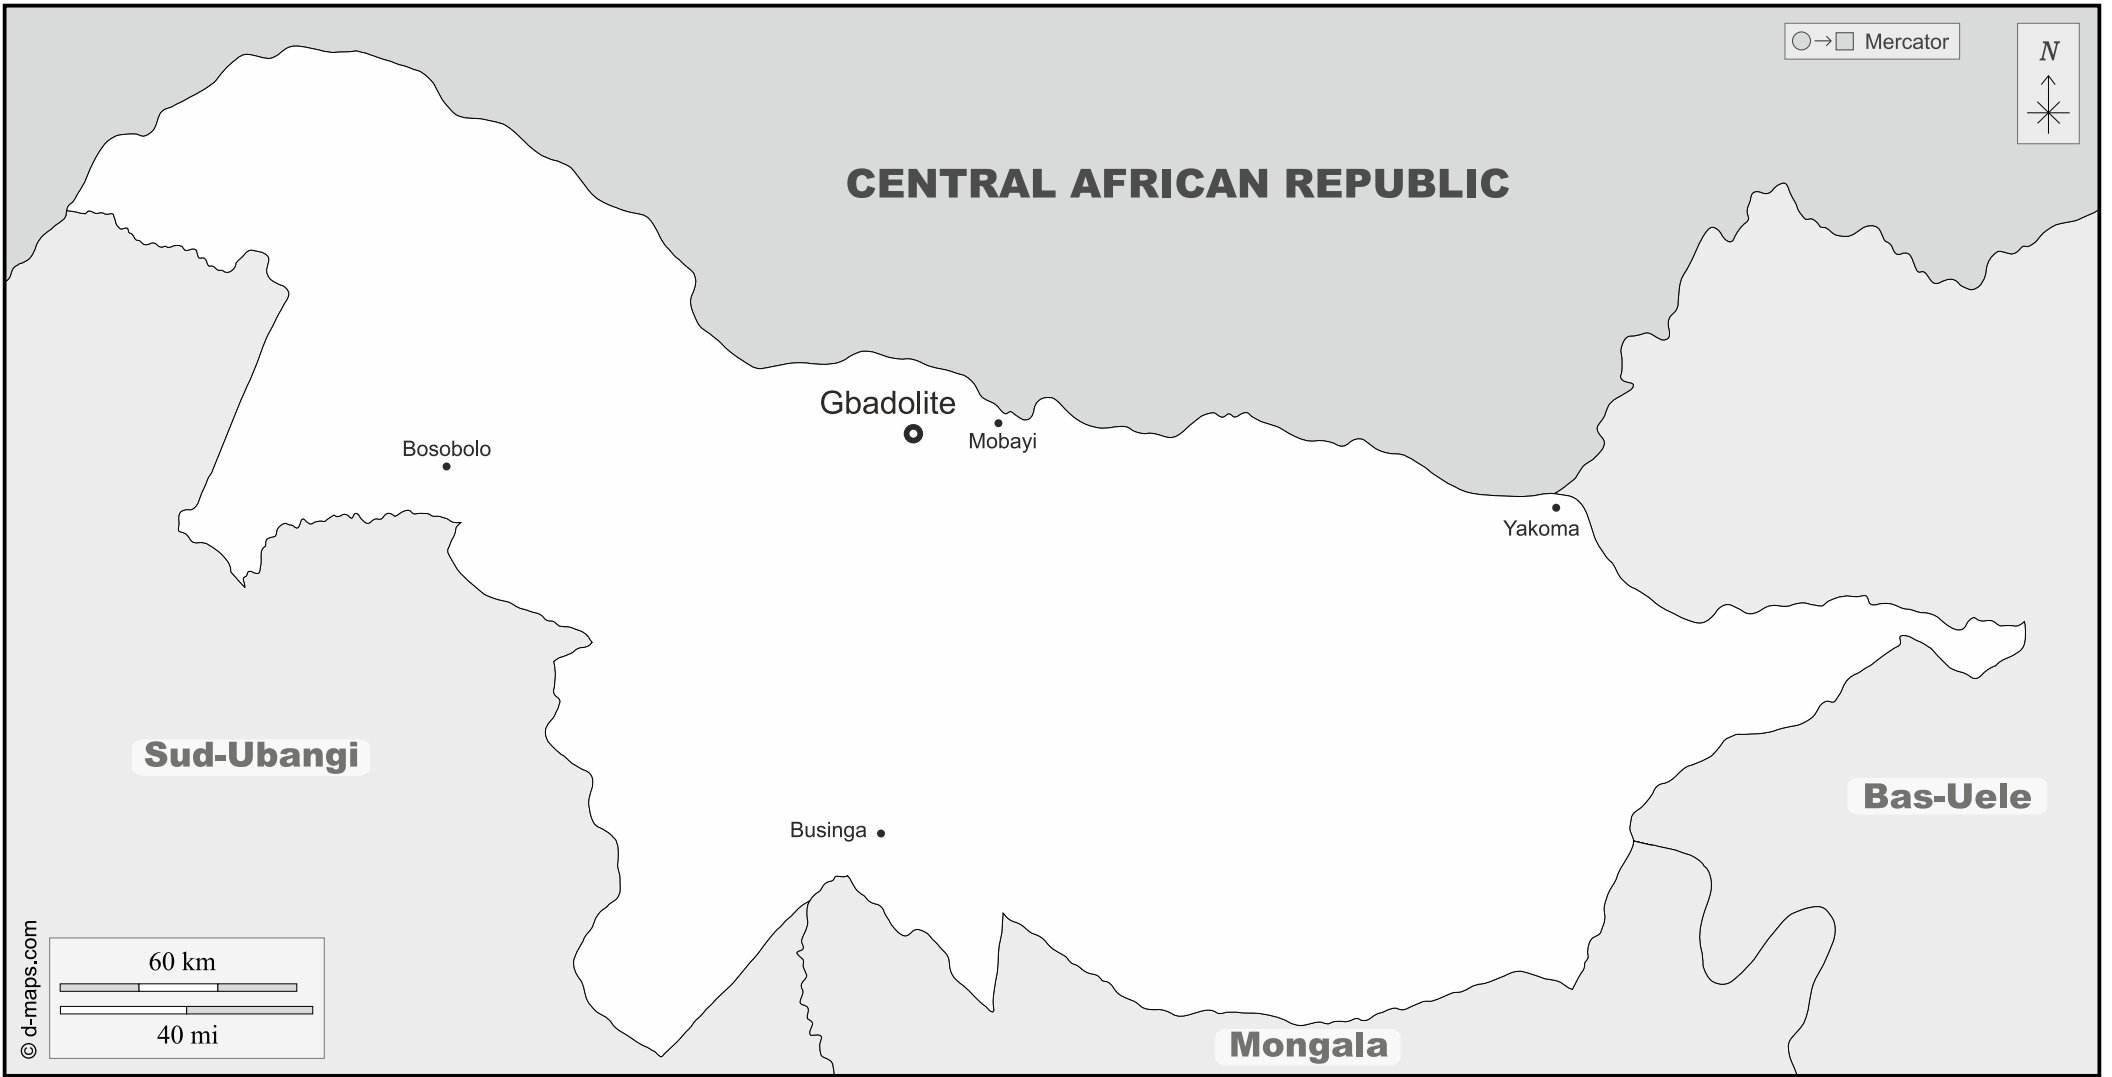 Mercator
N
CENTRAL AFRICAN REPUBLIC
Gbadolite
Mobayi
Bosobolo
Yakoma
Sud-Ubangi
Bas-Uele
Businga
60 km
40 mi
Mongala
© d-maps.com